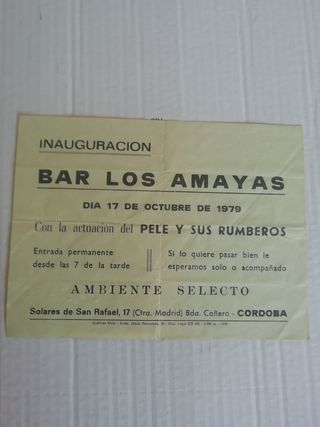 INAUGURACION
BAR LOS AMAYAS
DIA 17 DE OCTUBRE DE 1979
Con la actuación del PELE Y SUS RUMBEROS
Entrada permanente
desde las 7 de la tarde
Si lo quiere pasar bien le
esperamos solo o acompañado
AMBIENTE SELECTO
Solares de San Rafael, 17 (Ctra. Madrid) Bda. Cañero - CORDOBA